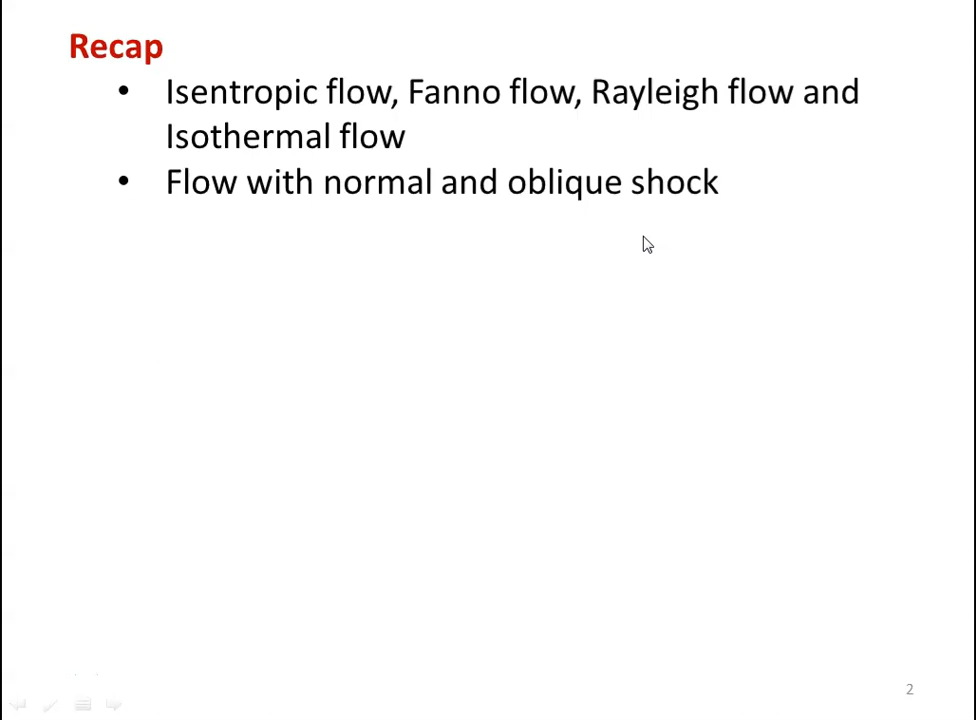 Recap
• Isentropic flow, Fanno flow, Rayleigh flow and
Isothermal flow
• Flow with normal and oblique shock
2